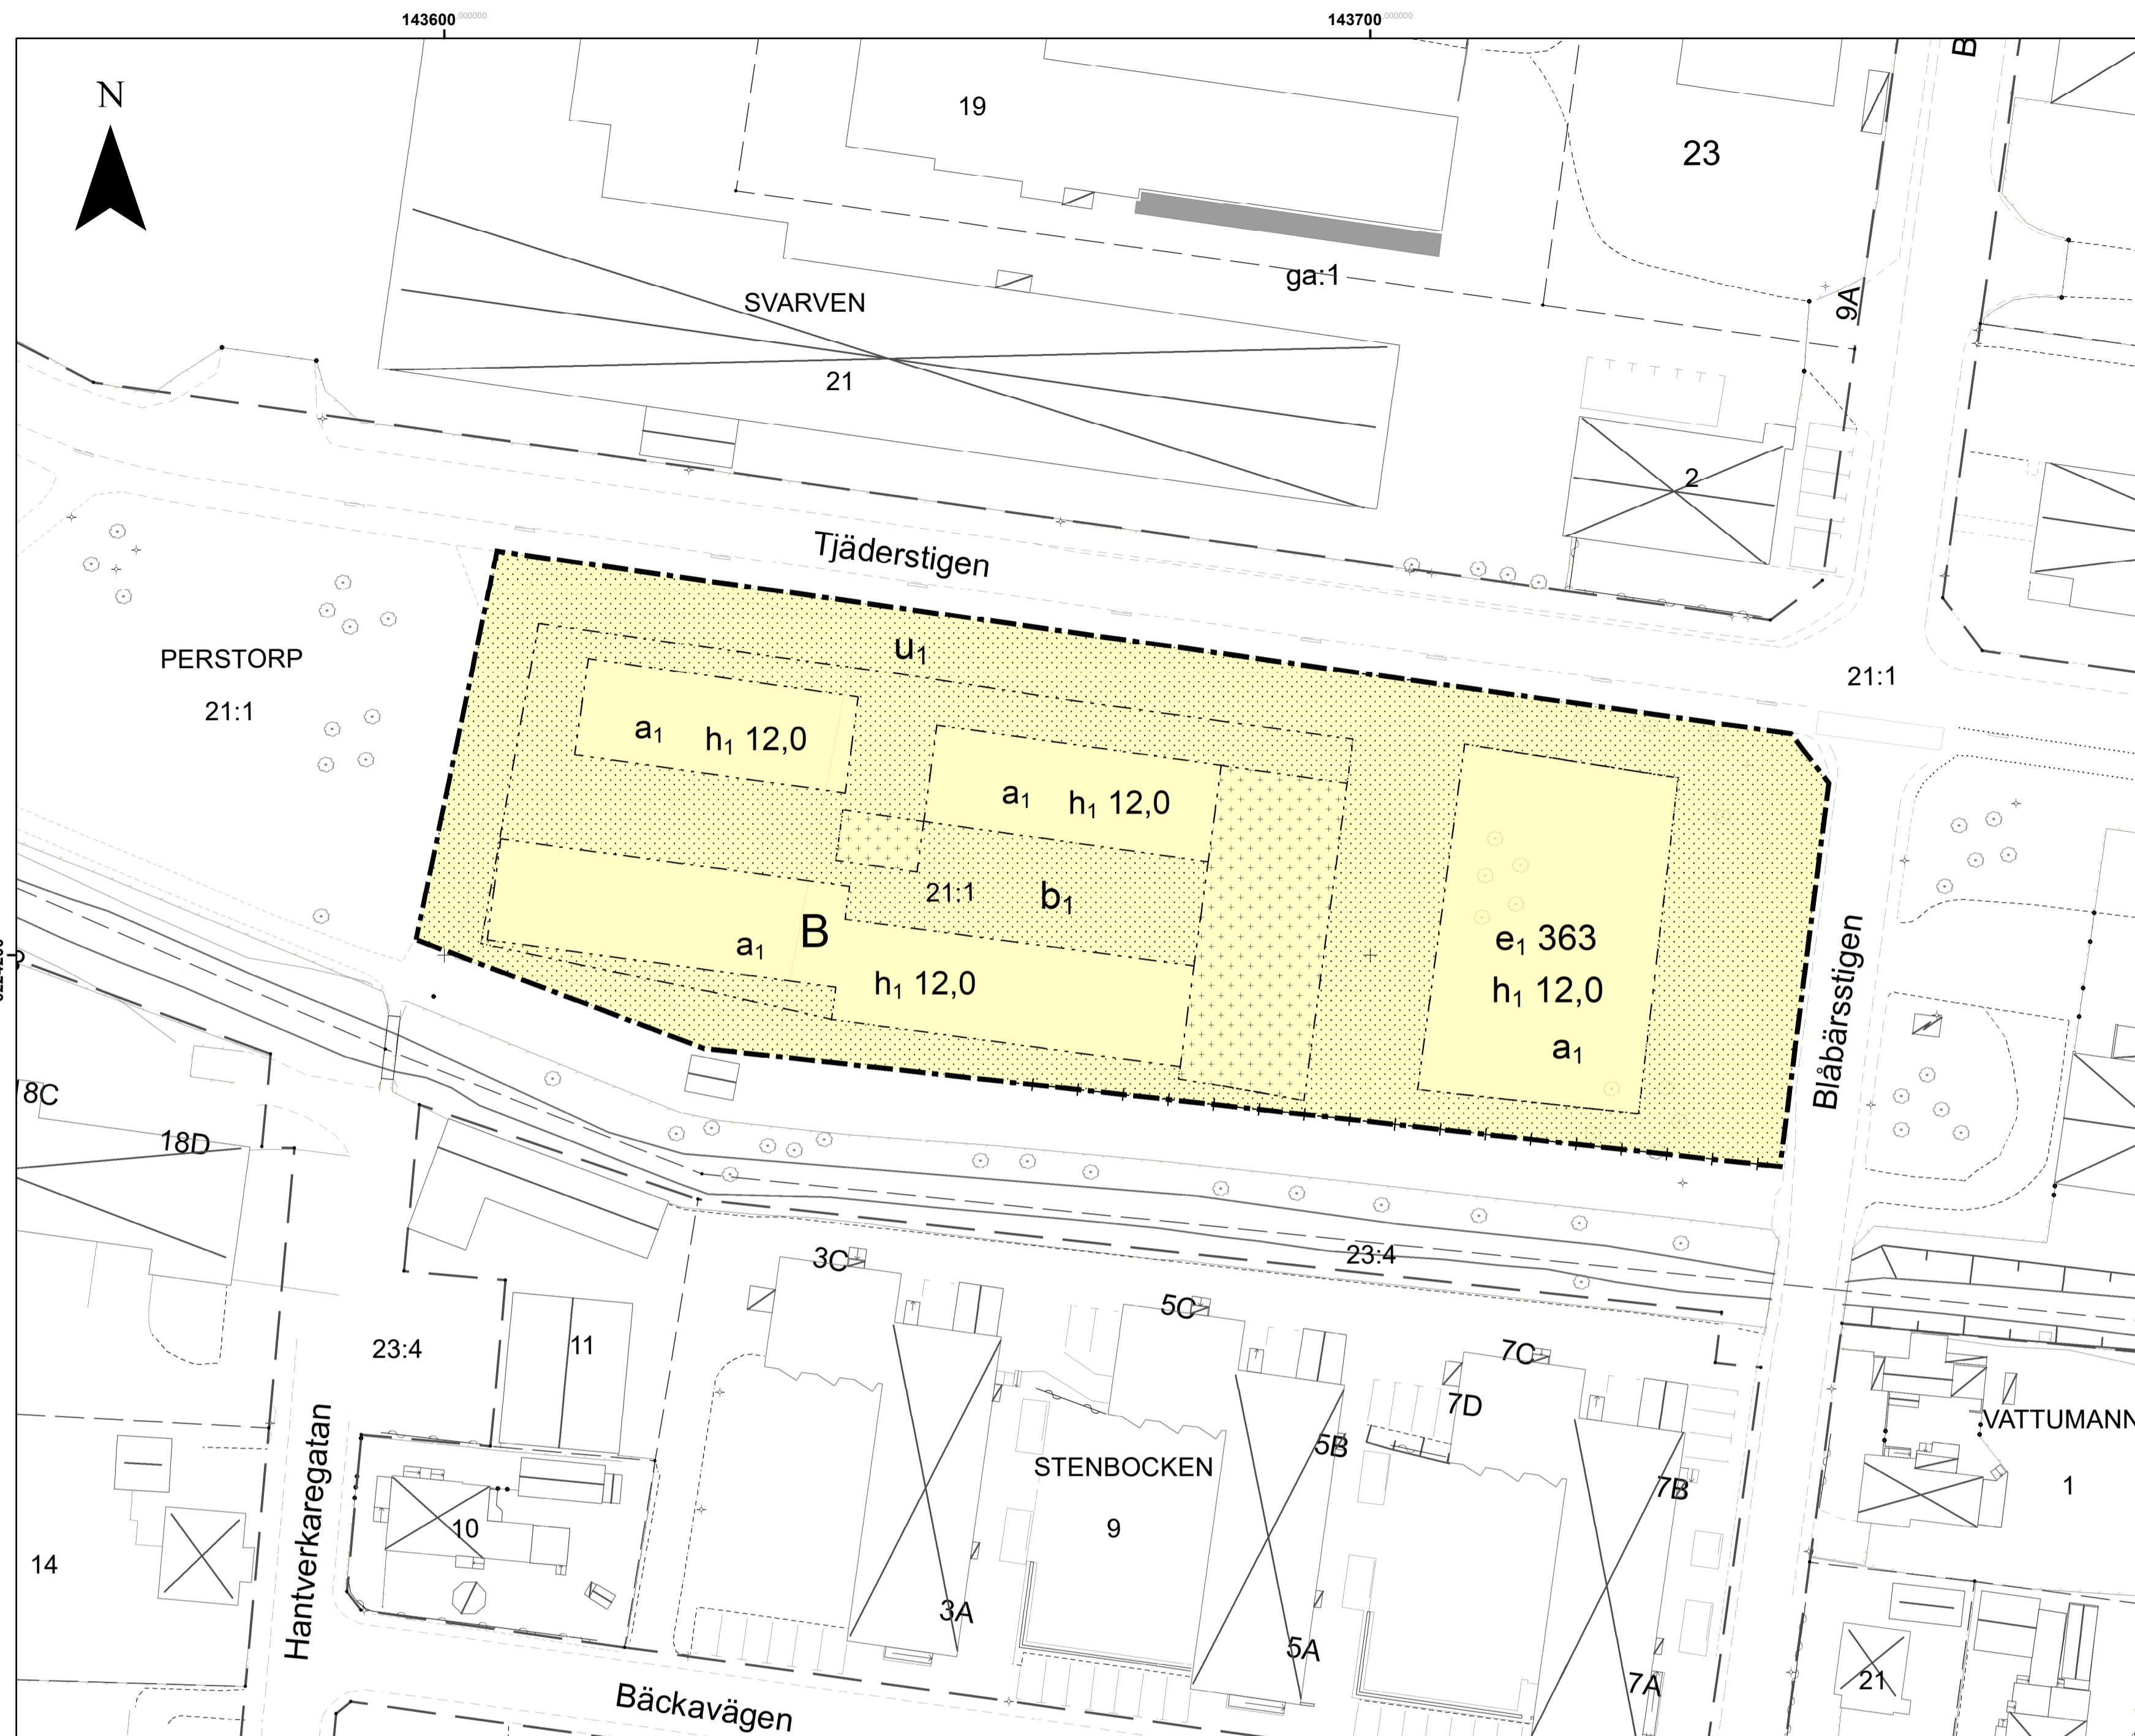 143600.000000
143700.000000
N
B
19
23
ga:1
9A
SVARVEN
21
2
Tjäderstigen
PERSTORP
21:1
21:1
u₁
a₁ h₁ 12,0
a₁ h₁ 12,0
21:1
b₁
B
a₁
h₁ 12,0
e₁ 363
h₁ 12,0
a₁
Blåbärsstigen
18C
18D
3C
23:4
5C
7C
23:4
11
7D
5B
VATTUMANN
STENBOCKEN
7B
1
Hantverkaregatan
10
9
14
3A
5A
7A
21
Bäckavägen